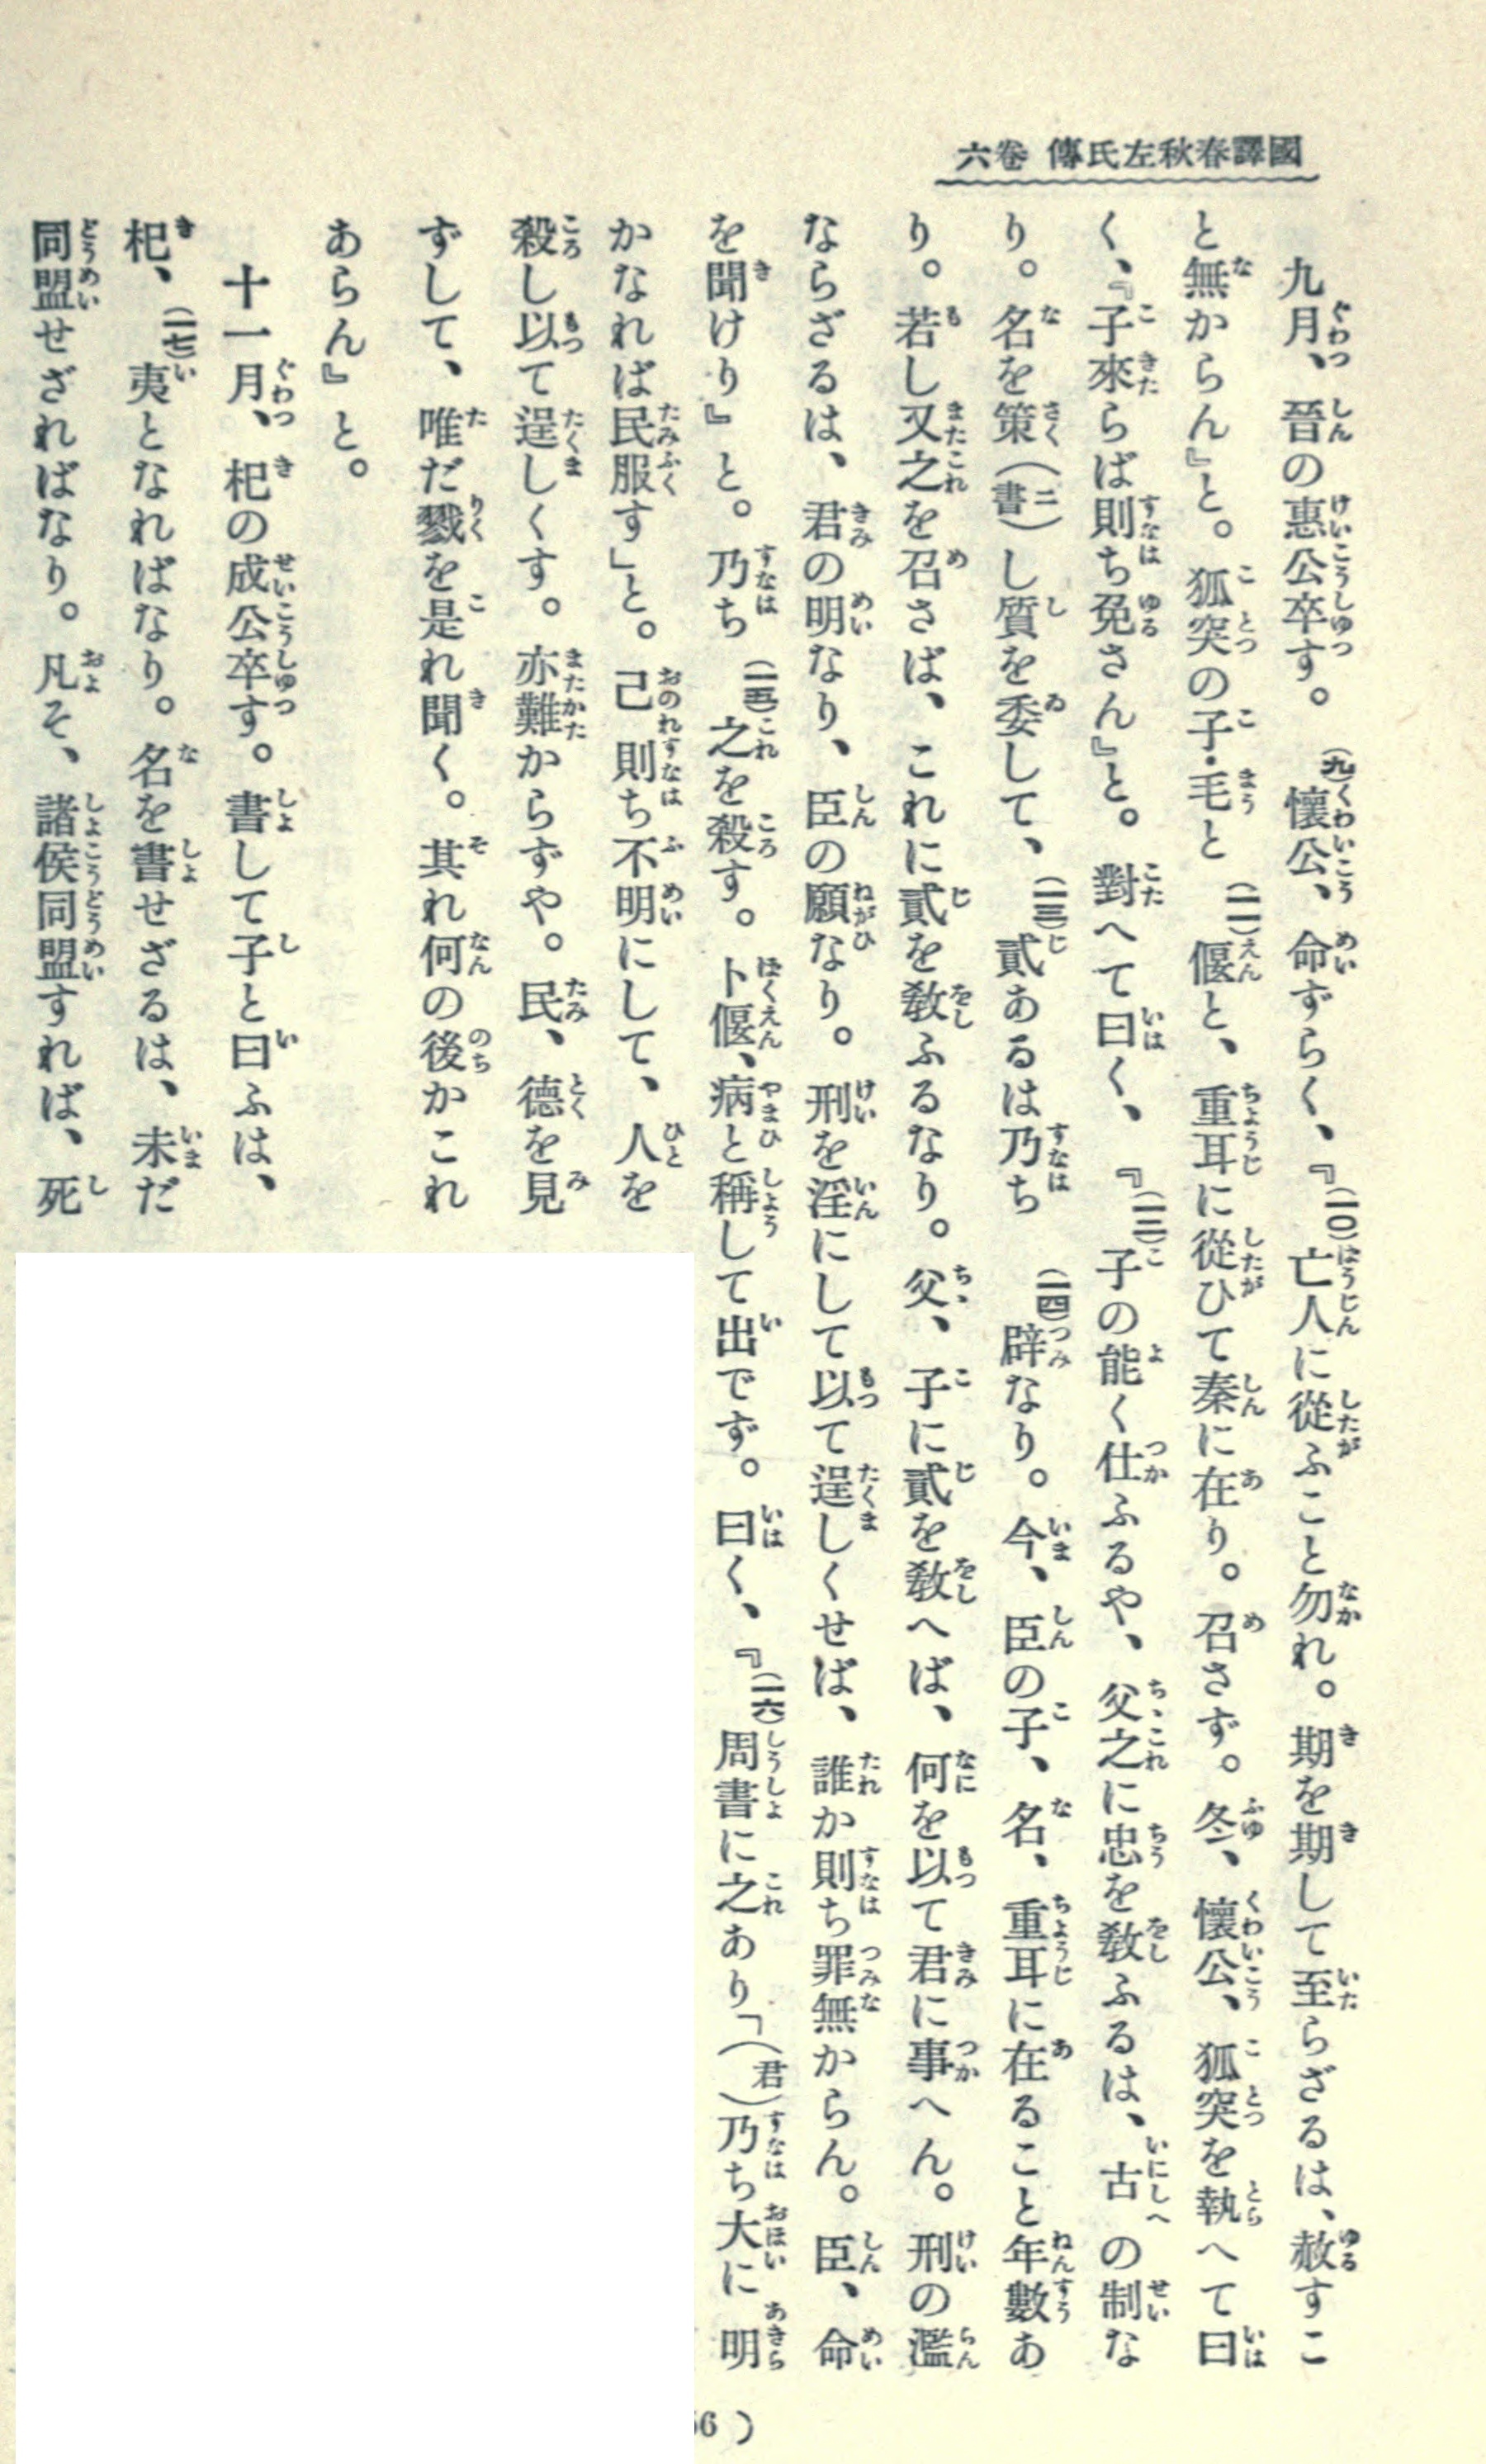 國譯春秋左氏傳 卷六
九月、晉の惠公卒す。(九)懷公、命ずらく、『(一〇)亡人に從ふこと勿れ。期を期して至らざるは、赦すこ
と無からん』と。狐突の子・毛と(一一)偃と、重耳に從ひて秦に在り。召さず。冬、懷公、狐突を執へて曰
く、『子來らば則ち免さん』と。對へて曰く、『(一二)子の能く仕ふるや、父之に忠を敎ふるは、古の制な
り。名を策(書二)し質を委して、(一三)貳あるは乃ち(一四)辟なり。今、臣の子、名、重耳に在ること年數あ
り。若し又之を召さば、これに貳を敎ふるなり。父、子に貳を敎へば、何を以て君に事へん。刑の濫
ならざるは、君の明なり、臣の願なり。刑を淫にして以て逞しくせば、誰か則ち罪無からん。臣、命
を聞けり』と。乃ち(一五)之を殺す。卜偃、病と稱して出でず。曰く、『(一六)周書に之あり「(君)乃ち大に明
かなれば民服す」と。己則ち不明にして、人を
殺し以て逞しくす。亦難からずや。民、德を見
ずして、唯だ戮を是れ聞く。其れ何の後かこれ
あらん』と。
十一月、杞の成公卒す。書して子と曰ふは、
杞、(一七)夷となればなり。名を書せざるは、未だ
同盟せざればなり。凡そ、諸侯同盟すれば、死
56 )